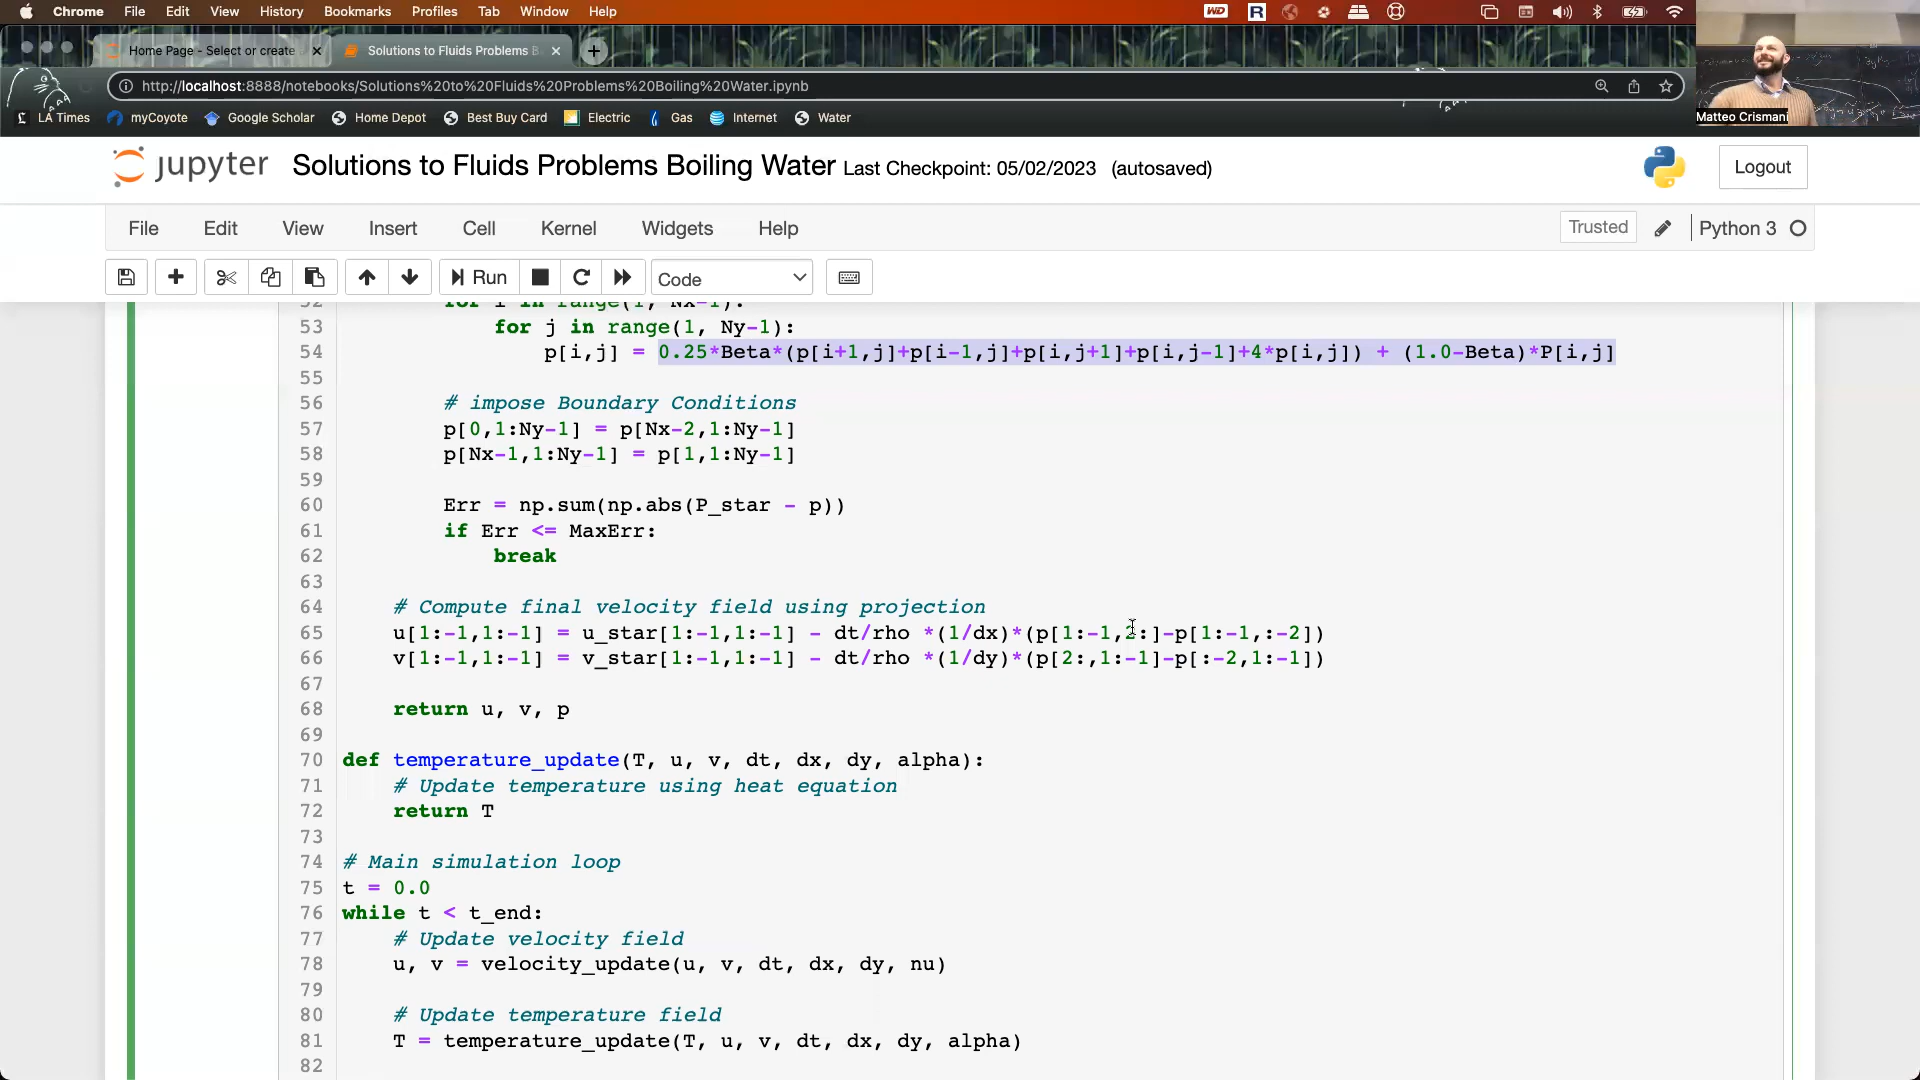 Chrome File Edit View History Bookmarks Profiles Tab Window Help
WD R
Home Page - Select or create Solutions to Fluids Problems B
http://localhost:8888/notebooks/Solutions%20to%20Fluids%20Problems%20Boiling%20Water.ipynb
LA Times myCoyote Google Scholar Home Depot Best Buy Card Electric Gas Internet Water
Matteo Crismani
jupyter Solutions to Fluids Problems Boiling Water Last Checkpoint: 05/02/2023 (autosaved)
Logout
File Edit View Insert Cell Kernel Widgets Help
Trusted Python 3
Run Code
52 for i in range(1, Nx-1):
53 for j in range(1, Ny-1):
54 p[i,j] = 0.25*Beta*(p[i+1,j]+p[i-1,j]+p[i,j+1]+p[i,j-1]+4*p[i,j]) + (1.0-Beta)*P[i,j]
55
56 # impose Boundary Conditions
57 p[0,1:Ny-1] = p[Nx-2,1:Ny-1]
58 p[Nx-1,1:Ny-1] = p[1,1:Ny-1]
59
60 Err = np.sum(np.abs(P_star - p))
61 if Err <= MaxErr:
62 break
63
64 # Compute final velocity field using projection
65 u[1:-1,1:-1] = u_star[1:-1,1:-1] - dt/rho *(1/dx)*(p[1:-1,2:]-p[1:-1,:-2])
66 v[1:-1,1:-1] = v_star[1:-1,1:-1] - dt/rho *(1/dy)*(p[2:,1:-1]-p[:-2,1:-1])
67
68 return u, v, p
69
70 def temperature_update(T, u, v, dt, dx, dy, alpha):
71 # Update temperature using heat equation
72 return T
73
74 # Main simulation loop
75 t = 0.0
76 while t < t_end:
77 # Update velocity field
78 u, v = velocity_update(u, v, dt, dx, dy, nu)
79
80 # Update temperature field
81 T = temperature_update(T, u, v, dt, dx, dy, alpha)
82